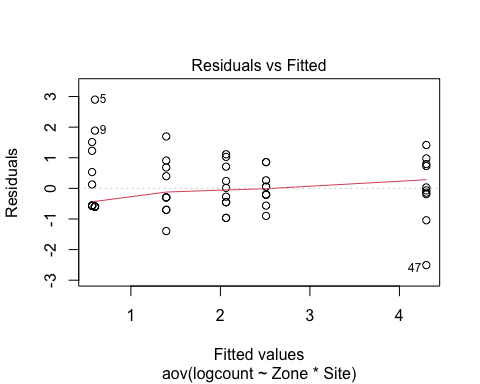 Residuals vs Fitted
Residuals
3
2
1
0
-1
-2
-3
5
9
47
1 2 3 4
Fitted values
aov(logcount ~ Zone * Site)